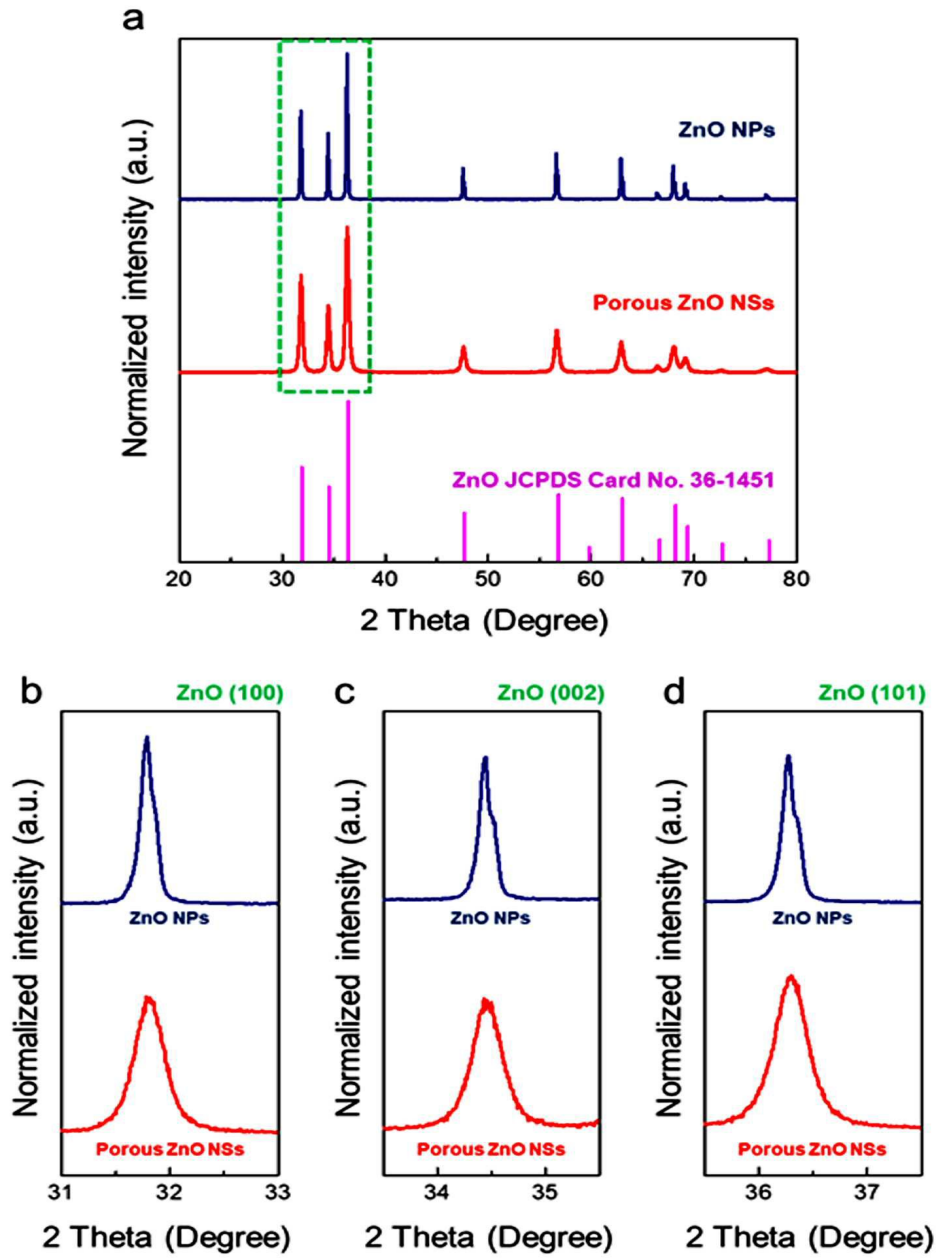 a
Normalized intensity (a.u.)
ZnO NPs
Porous ZnO NSs
ZnO JCPDS Card No. 36-1451
20 30 40 50 60 70 80
2 Theta (Degree)
b ZnO (100)
Normalized intensity (a.u.)
ZnO NPs
Porous ZnO NSs
31 32 33
2 Theta (Degree)
c ZnO (002)
Normalized intensity (a.u.)
ZnO NPs
Porous ZnO NSs
34 35
2 Theta (Degree)
d ZnO (101)
Normalized intensity (a.u.)
ZnO NPs
Porous ZnO NSs
36 37
2 Theta (Degree)